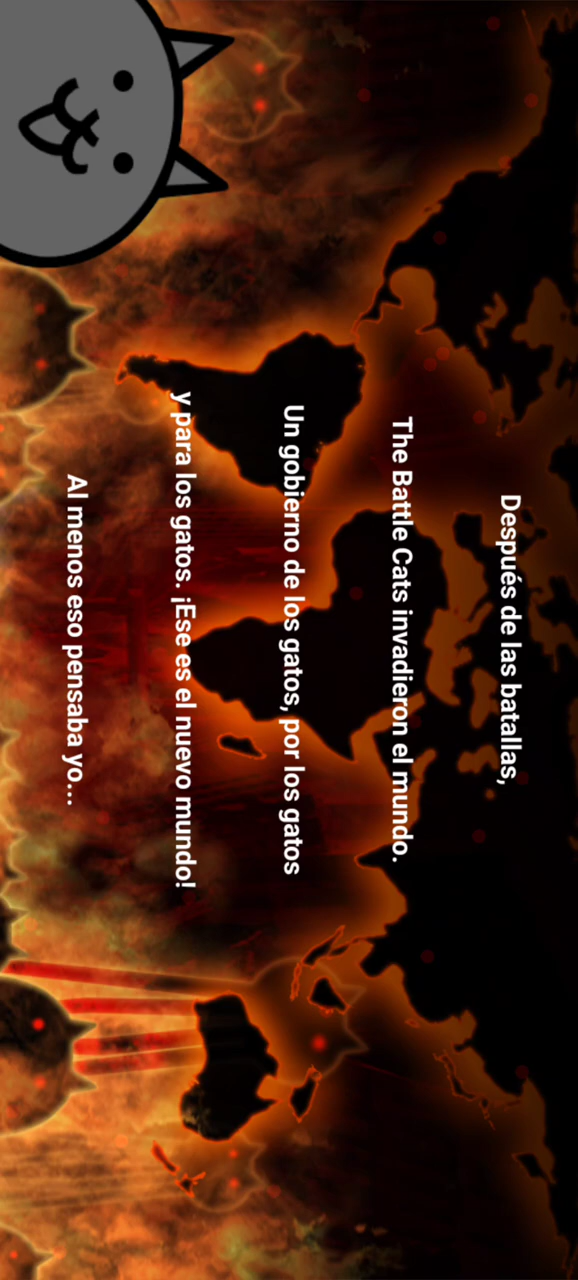 Después de las batallas,
The Battle Cats invadieron el mundo.
Un gobierno de los gatos, por los gatos
y para los gatos. ¡Ese es el nuevo mundo!
Al menos eso pensaba yo...